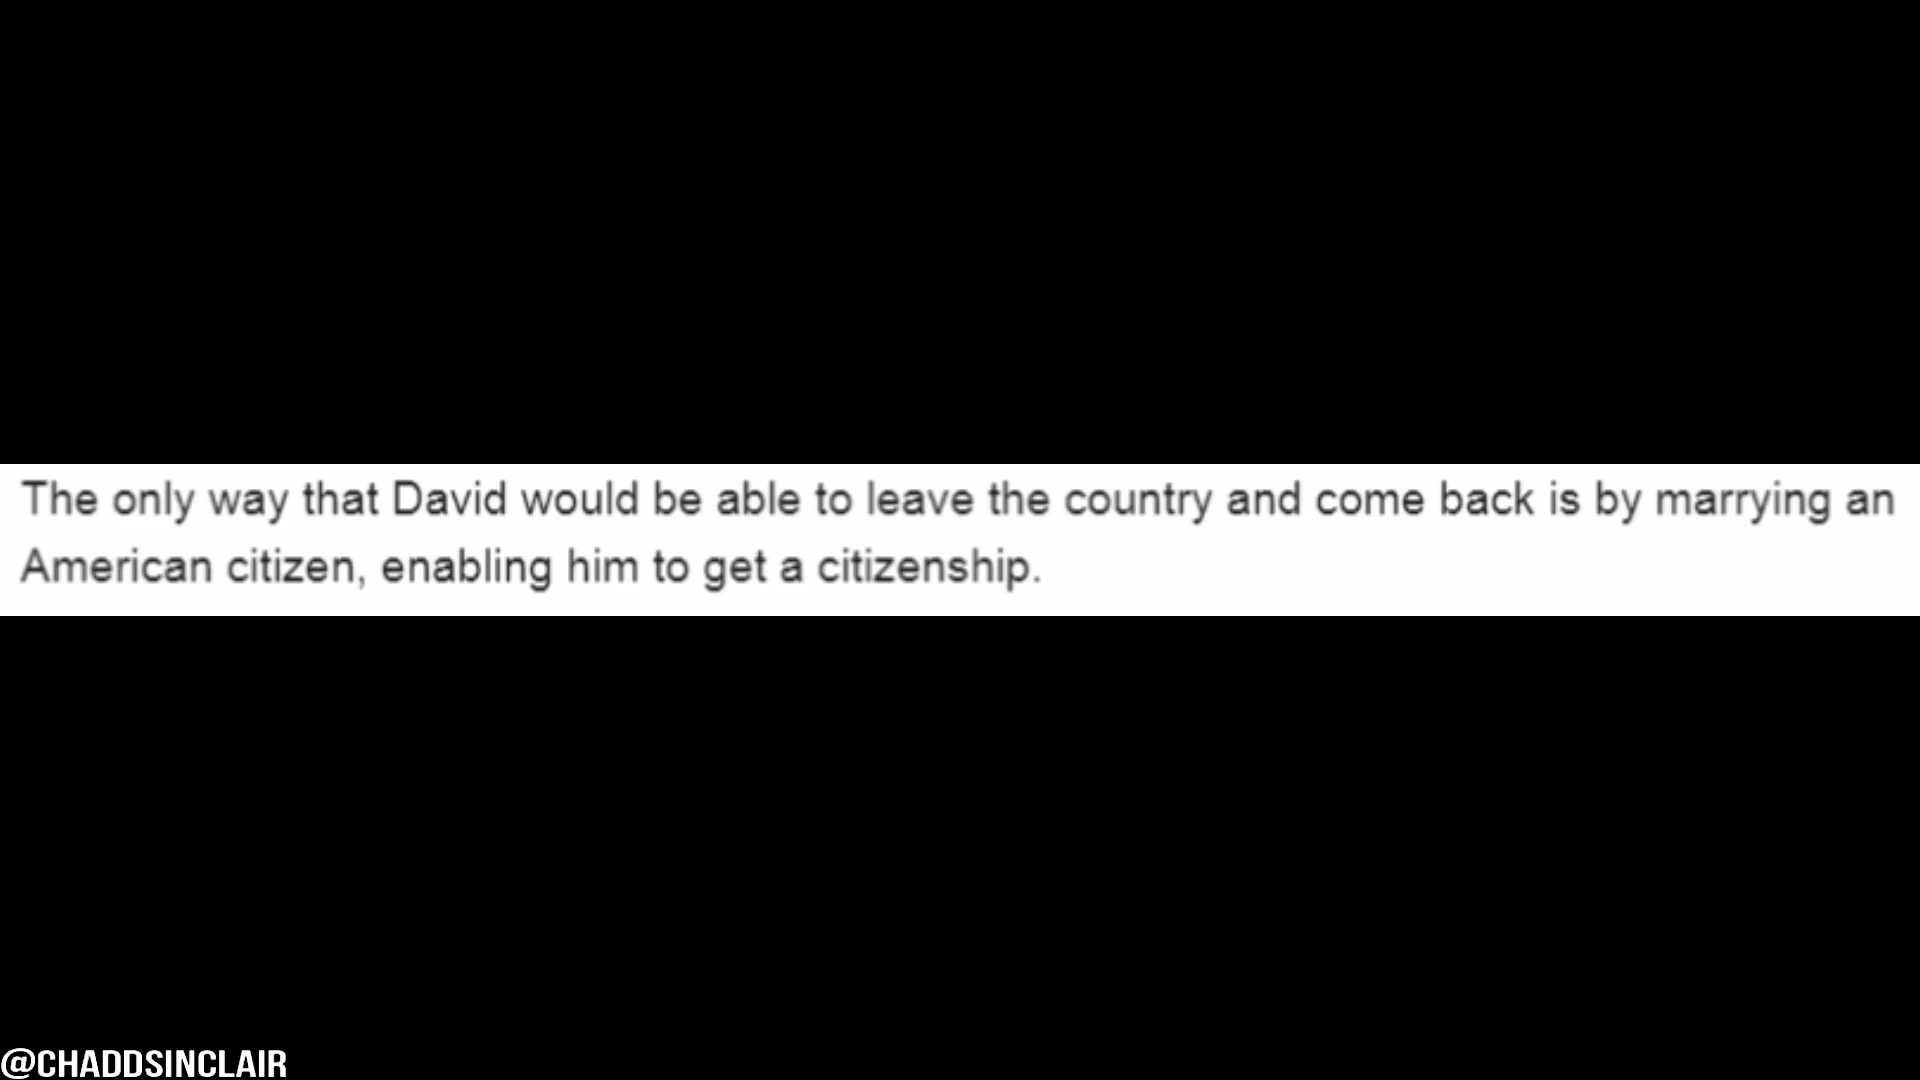 The only way that David would be able to leave the country and come back is by marrying an
American citizen, enabling him to get a citizenship.
@CHADDSINCLAIR